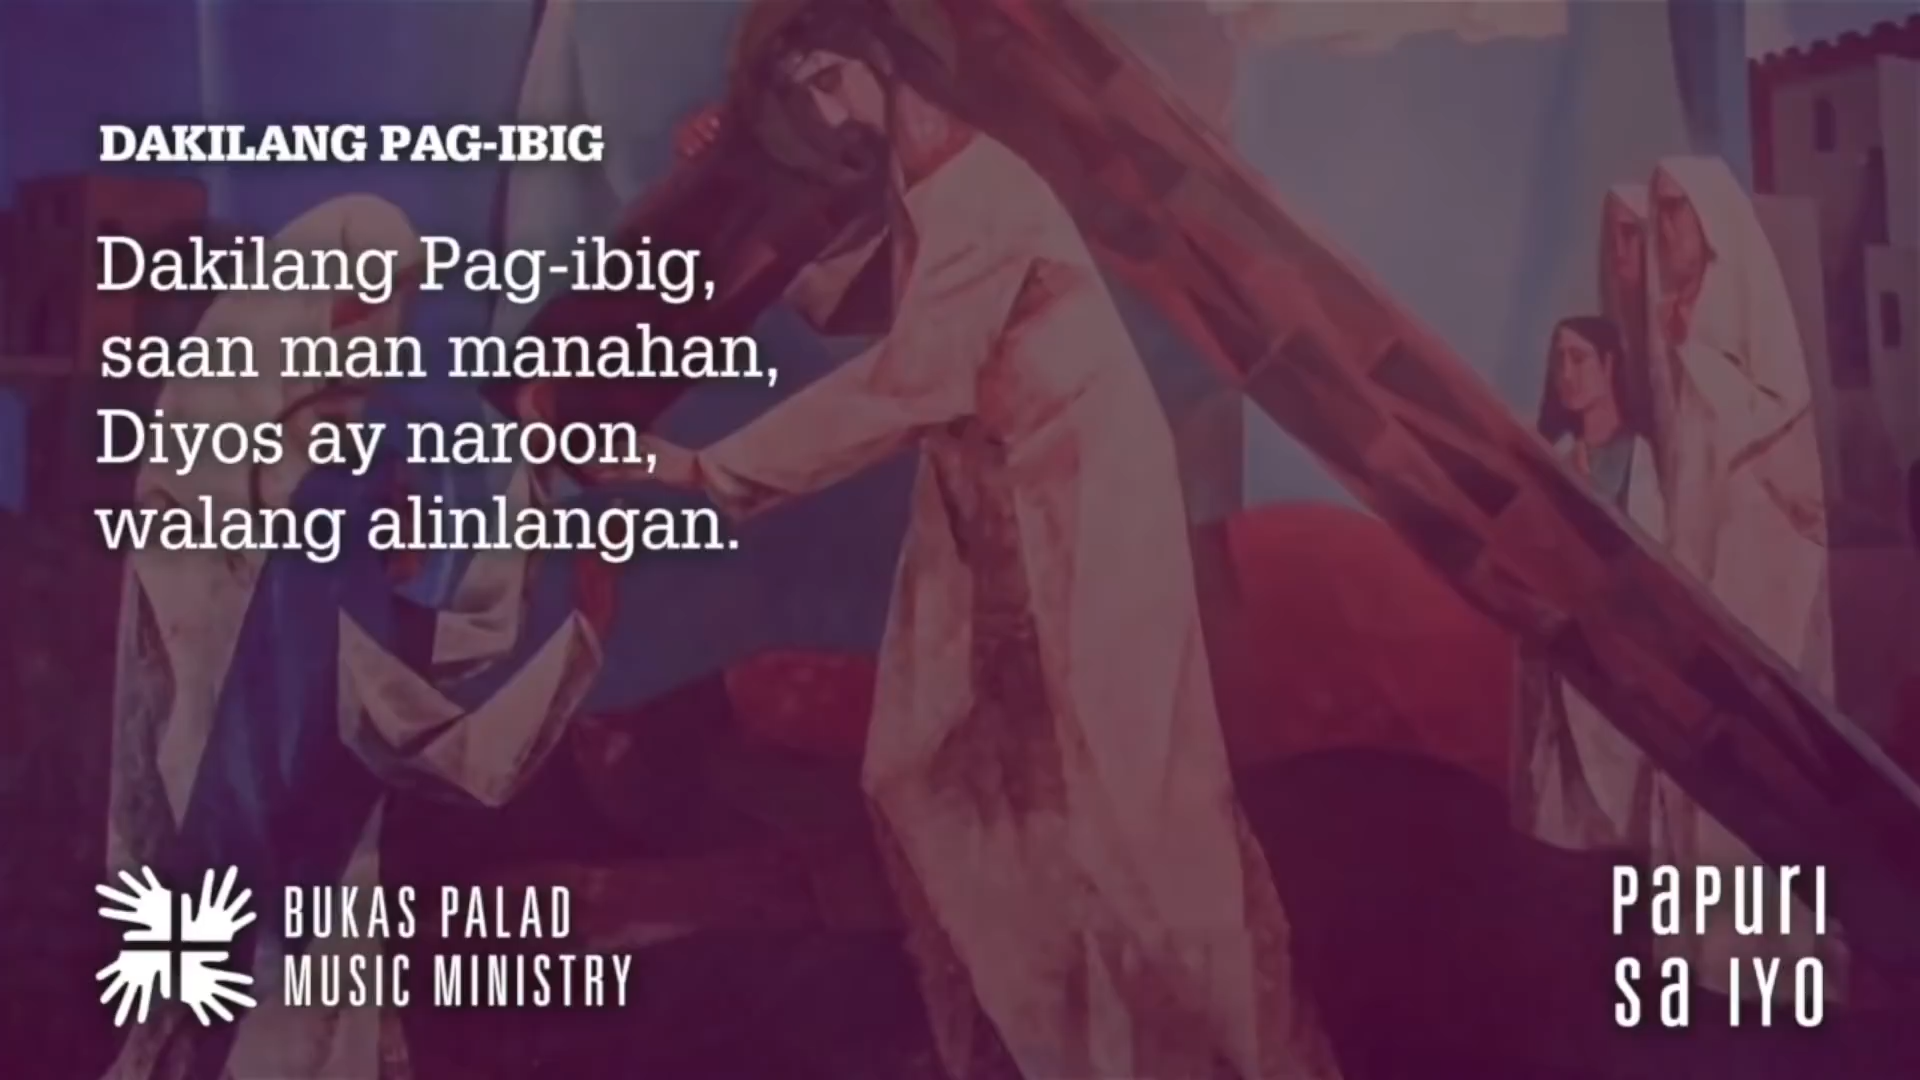 DAKILANG PAG-IBIG
Dakilang Pag-ibig,
saan man manahan,
Diyos ay naroon,
walang alinlangan.
BUKAS PALAD
MUSIC MINISTRY
PaPURI
Sa IYO